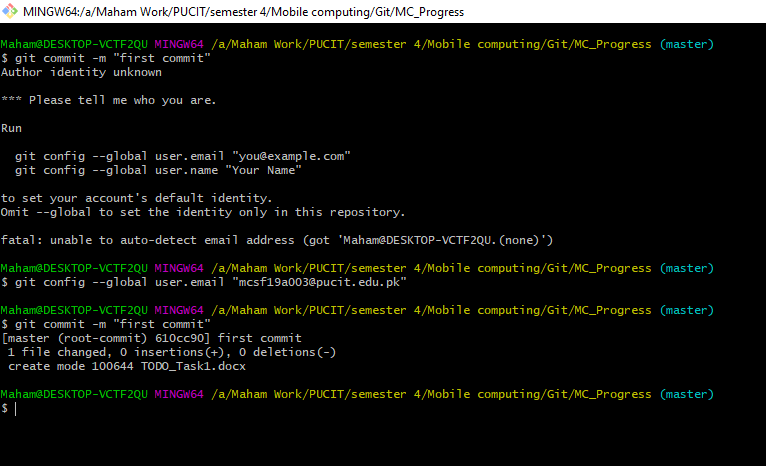 MINGW64:/a/Maham Work/PUCIT/semester 4/Mobile computing/Git/MC_Progress
Maham@DESKTOP-VCTF2QU MINGW64 /a/Maham Work/PUCIT/semester 4/Mobile computing/Git/MC_Progress (master)
$ git commit -m "first commit"
Author identity unknown
*** Please tell me who you are.
Run
git config --global user.email "you@example.com"
git config --global user.name "Your Name"
to set your account's default identity.
Omit --global to set the identity only in this repository.
fatal: unable to auto-detect email address (got 'Maham@DESKTOP-VCTF2QU.(none)')
Maham@DESKTOP-VCTF2QU MINGW64 /a/Maham Work/PUCIT/semester 4/Mobile computing/Git/MC_Progress (master)
$ git config --global user.email "mcsf19a003@pucit.edu.pk"
Maham@DESKTOP-VCTF2QU MINGW64 /a/Maham Work/PUCIT/semester 4/Mobile computing/Git/MC_Progress (master)
$ git commit -m "first commit"
[master (root-commit) 610cc90] first commit
1 file changed, 0 insertions(+), 0 deletions(-)
create mode 100644 TODO_Task1.docx
Maham@DESKTOP-VCTF2QU MINGW64 /a/Maham Work/PUCIT/semester 4/Mobile computing/Git/MC_Progress (master)
$